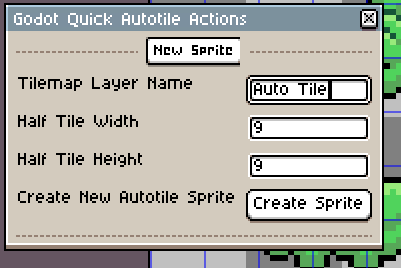 Godot Quick Autotile Actions
New Sprite
Tilemap Layer Name
Auto Tile
Half Tile Width
9
Half Tile Height
9
Create New Autotile Sprite
Create Sprite